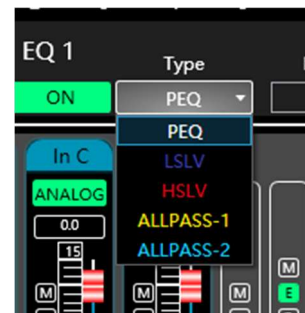 EQ 1
Type
ON
PEQ
PEQ
LSLV
HSLV
ALLPASS-1
ALLPASS-2
In C
ANALOG
0.0
15
M
M
M
M
E